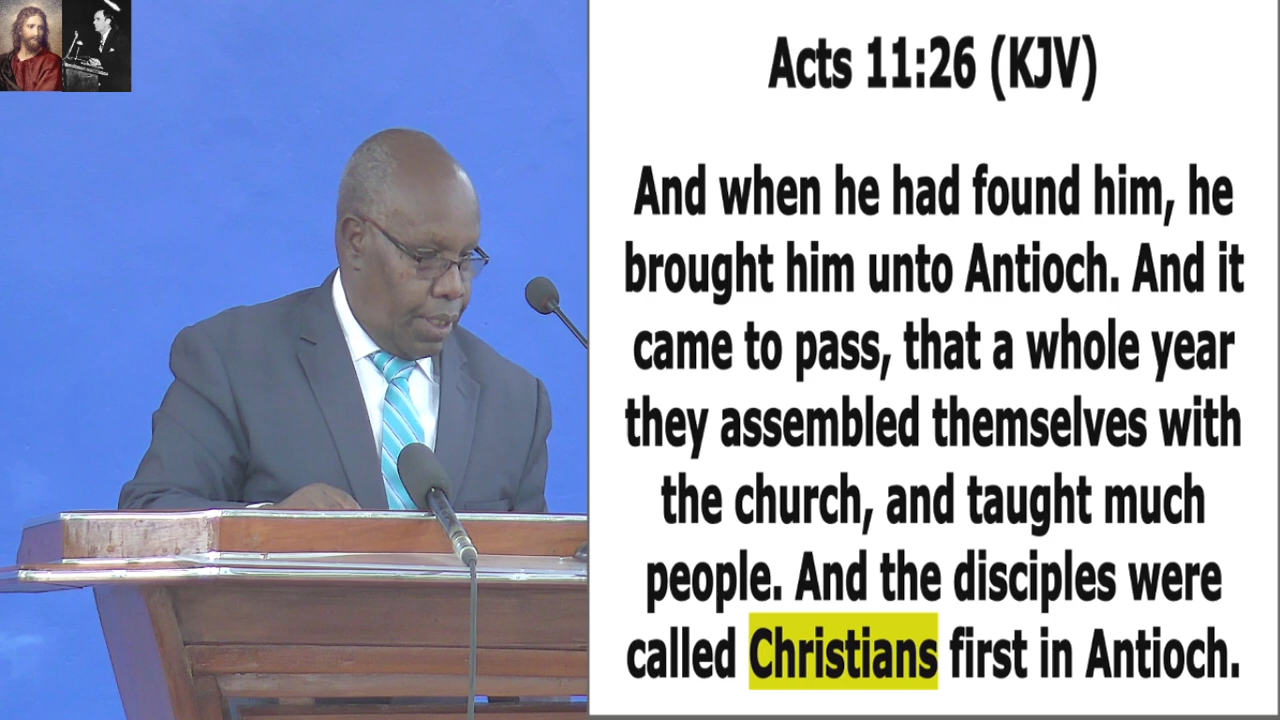 Acts 11:26 (KJV)
And when he had found him, he
brought him unto Antioch. And it
came to pass, that a whole year
they assembled themselves with
the church, and taught much
people. And the disciples were
called Christians first in Antioch.